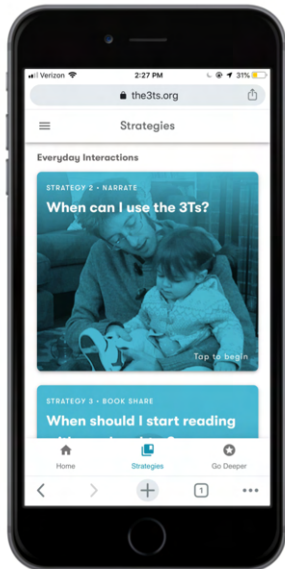 Verizon 2:27 PM 31%
the3ts.org
Strategies
Everyday Interactions
STRATEGY 2 • NARRATE
When can I use the 3Ts?
Tap to begin
STRATEGY 3 • BOOK SHARE
When should I start reading
Home Strategies Go Deeper
1